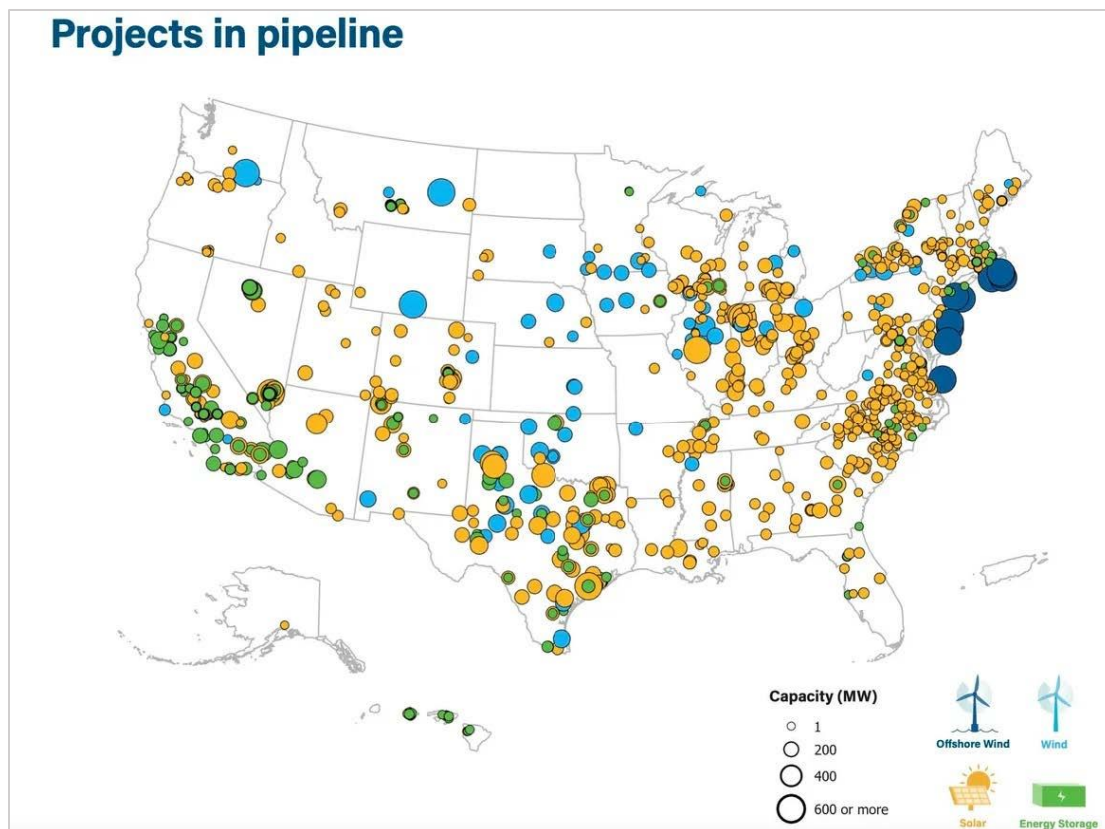 Projects in pipeline
Capacity (MW)
1
200
400
600 or more
Offshore Wind
Wind
Solar
Energy Storage